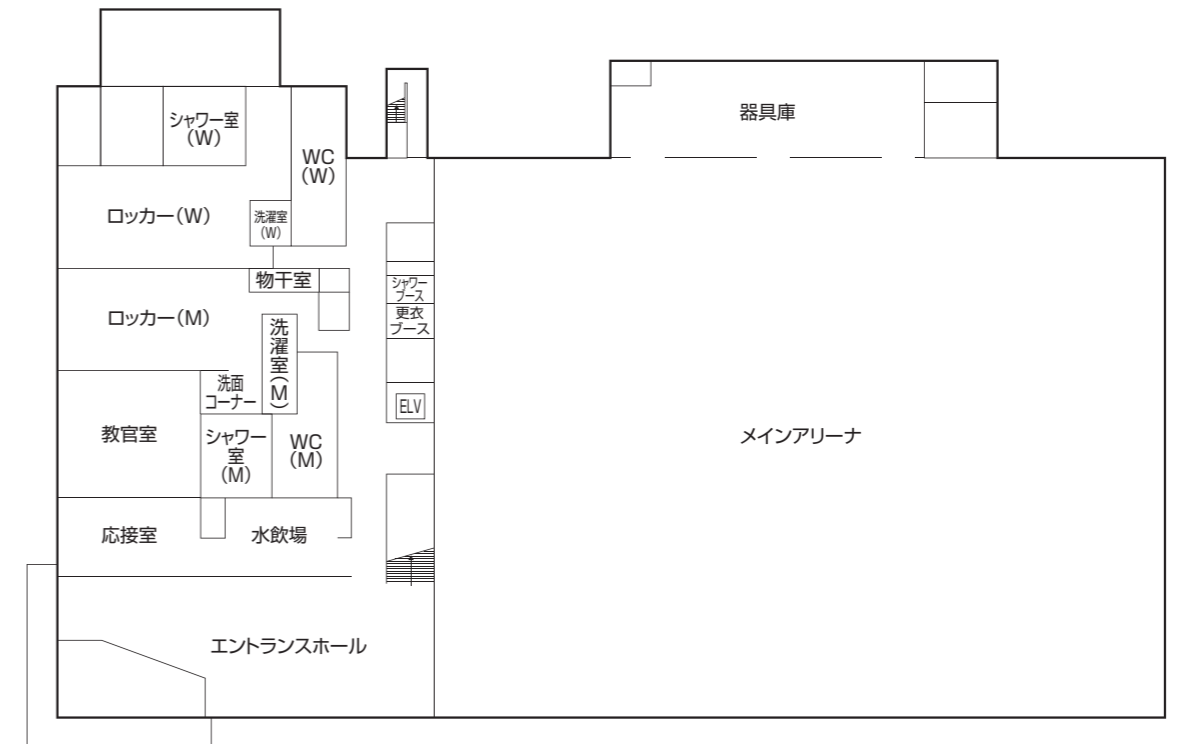 シャワー室
(W)
器具庫
WC
(W)
ロッカー(W)
洗濯室
(W)
物干室
シャワー
ブース
更衣
ブース
ロッカー(M)
洗濯室(M)
洗面
コーナー
ELV
教官室
シャワー
室
(M)
WC
(M)
メインアリーナ
応接室
水飲場
エントランスホール